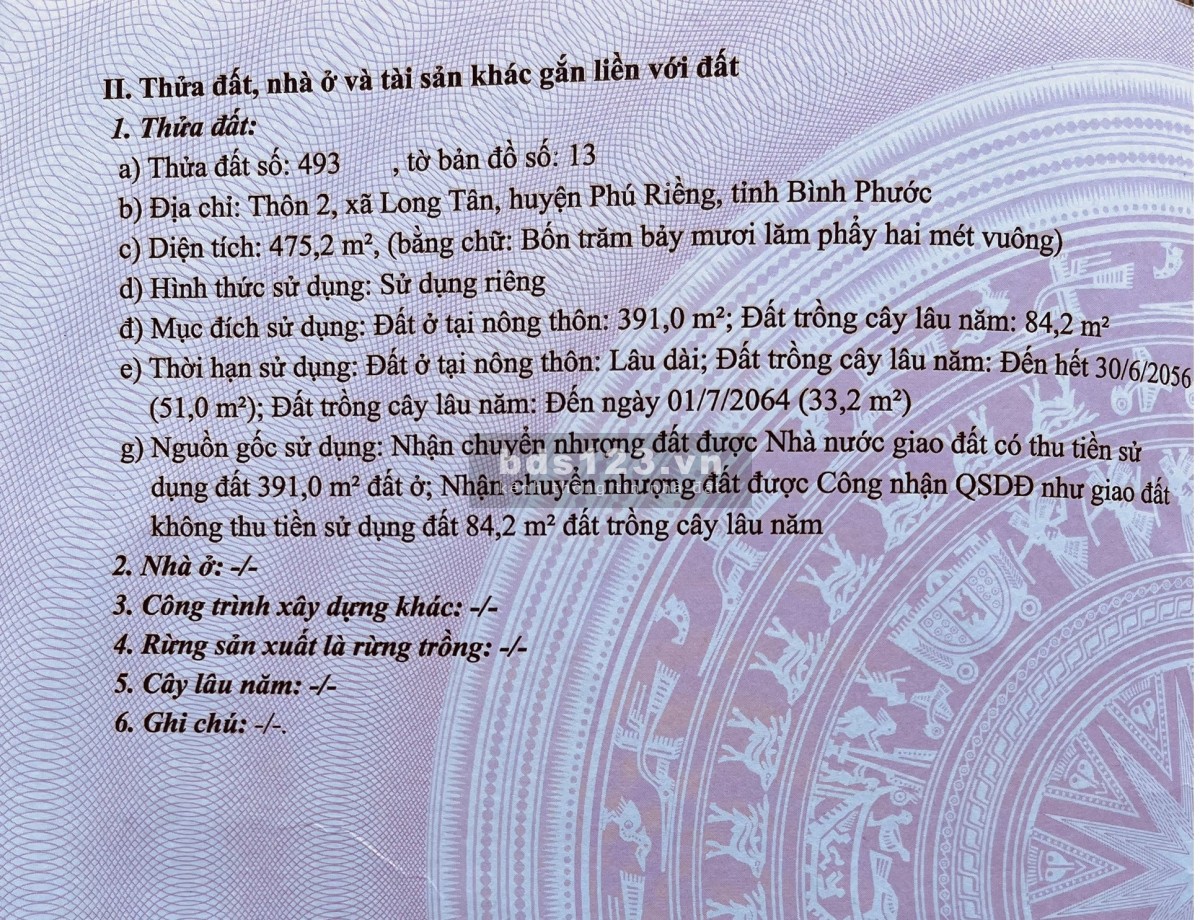 II. Thửa đất, nhà ở và tài sản khác gắn liền với đất
1. Thửa đất:
a) Thửa đất số: 493 , tờ bản đồ số: 13
b) Địa chỉ: Thôn 2, xã Long Tân, huyện Phú Riềng, tỉnh Bình Phước
c) Diện tích: 475,2 m², (bằng chữ: Bốn trăm bảy mươi lăm phẩy hai mét vuông)
d) Hình thức sử dụng: Sử dụng riêng
đ) Mục đích sử dụng: Đất ở tại nông thôn: 391,0 m²; Đất trồng cây lâu năm: 84,2 m²
e) Thời hạn sử dụng: Đất ở tại nông thôn: Lâu dài; Đất trồng cây lâu năm: Đến hết 30/6/2056
(51,0 m²); Đất trồng cây lâu năm: Đến ngày 01/7/2064 (33,2 m²)
g) Nguồn gốc sử dụng: Nhận chuyển nhượng đất được Nhà nước giao đất có thu tiền sử
bds123.vn
dụng đất 391,0 m² đất ở; Nhận chuyển nhượng đất được Công nhận QSDĐ như giao đất
không thu tiền sử dụng đất 84,2 m² đất trồng cây lâu năm
2. Nhà ở: -/-
3. Công trình xây dựng khác: -/-
4. Rừng sản xuất là rừng trồng: -/-
5. Cây lâu năm: -/-
6. Ghi chú: -/-.